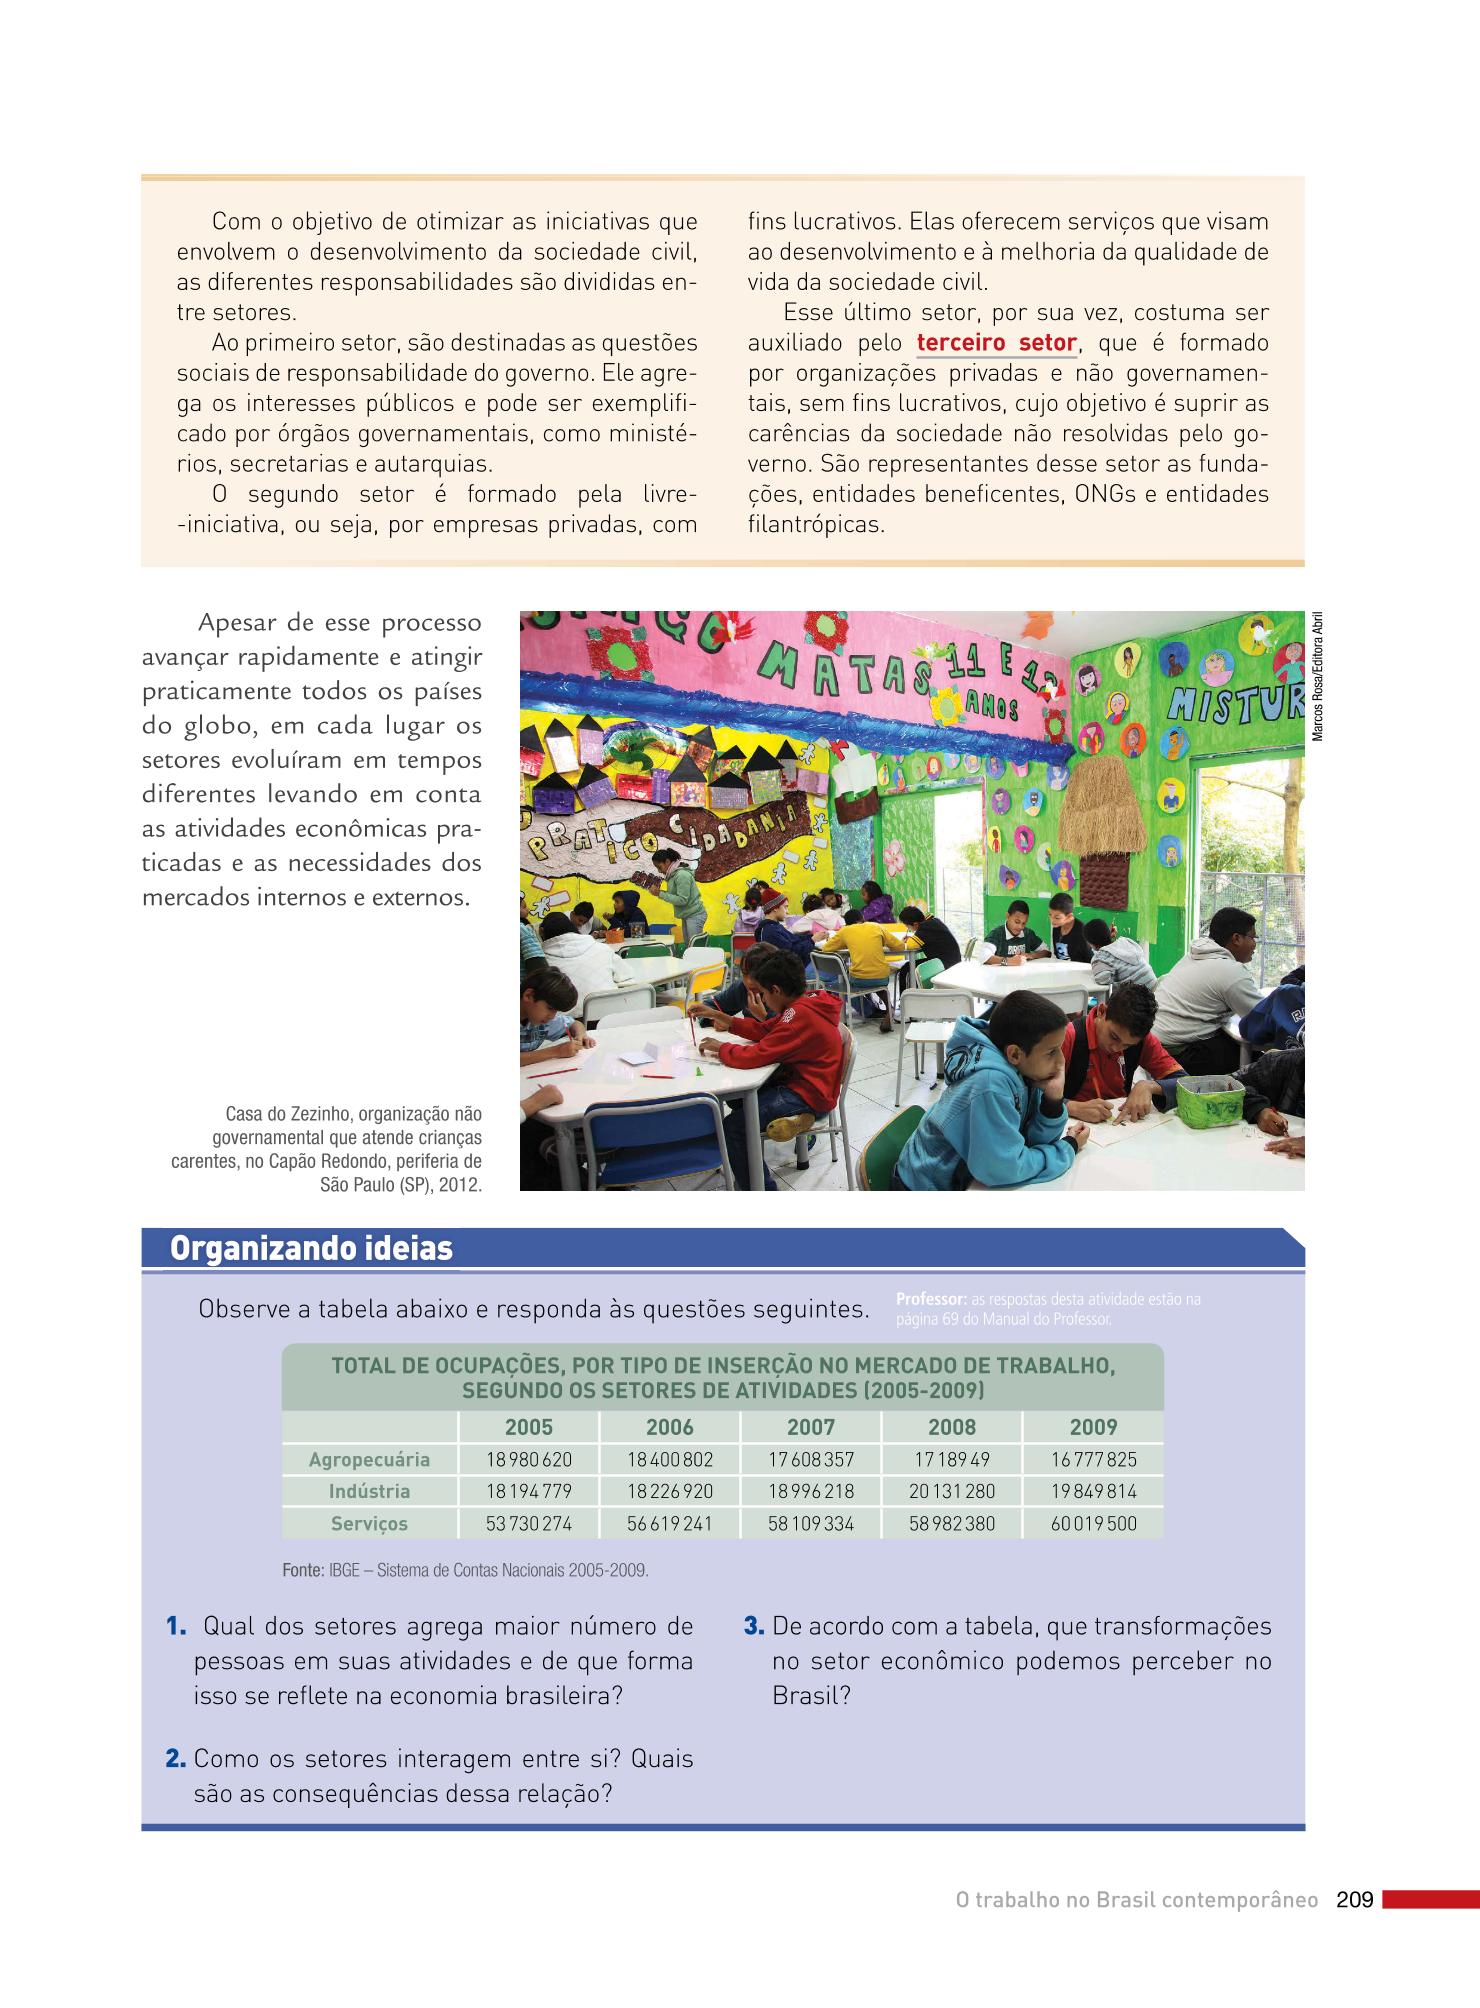 Com o objetivo de otimizar as iniciativas que
envolvem o desenvolvimento da sociedade civil,
as diferentes responsabilidades são divididas en-
tre setores.
Ao primeiro setor, são destinadas as questões
sociais de responsabilidade do governo. Ele agre-
ga os interesses públicos e pode ser exemplifi-
cado por órgãos governamentais, como ministé-
rios, secretarias e autarquias.
O segundo setor é formado pela livre-
-iniciativa, ou seja, por empresas privadas, com
fins lucrativos. Elas oferecem serviços que visam
ao desenvolvimento e à melhoria da qualidade de
vida da sociedade civil.
Esse último setor, por sua vez, costuma ser
auxiliado pelo terceiro setor, que é formado
por organizações privadas e não governamen-
tais, sem fins lucrativos, cujo objetivo é suprir as
carências da sociedade não resolvidas pelo go-
verno. São representantes desse setor as funda-
ções, entidades beneficentes, ONGs e entidades
filantrópicas.
Apesar de esse processo
avançar rapidamente e atingir
praticamente todos os países
do globo, em cada lugar os
setores evoluíram em tempos
diferentes levando em conta
as atividades econômicas pra-
ticadas e as necessidades dos
mercados internos e externos.
MATAS 11 E 12
ANOS
MISTUR
PRATICO CIDADANIA
Marcos Rosa/Editora Abril
Casa do Zezinho, organização não
governamental que atende crianças
carentes, no Capão Redondo, periferia de
São Paulo (SP), 2012.
Organizando ideias
Observe a tabela abaixo e responda às questões seguintes.
Professor: as respostas desta atividade estão na
página 69 do Manual do Professor.
TOTAL DE OCUPAÇÕES, POR TIPO DE INSERÇÃO NO MERCADO DE TRABALHO,
SEGUNDO OS SETORES DE ATIVIDADES (2005-2009)
2005 2006 2007 2008 2009
Agropecuária 18 980 620 18 400 802 17 608 357 17 189 49 16 777 825
Indústria 18 194 779 18 226 920 18 996 218 20 131 280 19 849 814
Serviços 53 730 274 56 619 241 58 109 334 58 982 380 60 019 500
Fonte: IBGE – Sistema de Contas Nacionais 2005-2009.
1. Qual dos setores agrega maior número de
pessoas em suas atividades e de que forma
isso se reflete na economia brasileira?
2. Como os setores interagem entre si? Quais
são as consequências dessa relação?
3. De acordo com a tabela, que transformações
no setor econômico podemos perceber no
Brasil?
O trabalho no Brasil contemporâneo 209